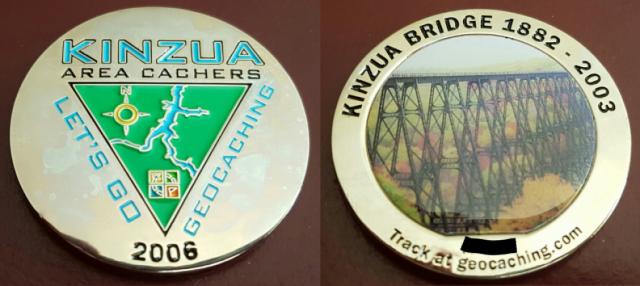 KINZUA
AREA CACHERS
LET'S GO
GEOCACHING
N
2006
KINZUA BRIDGE 1882 - 2003
Track at geocaching.com